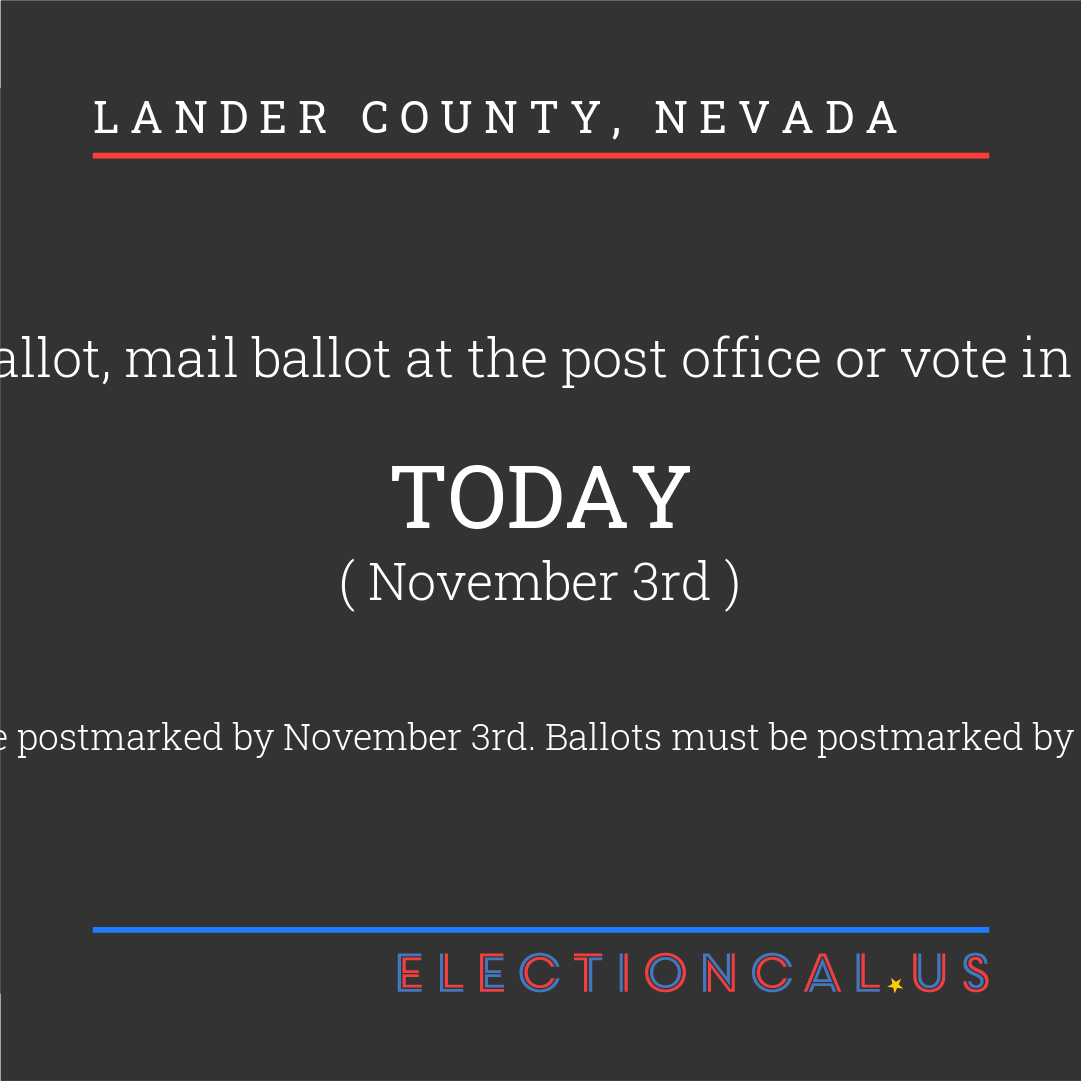 LANDER COUNTY, NEVADA
allot, mail ballot at the post office or vote in
TODAY
( November 3rd )
e postmarked by November 3rd. Ballots must be postmarked by
ELECTIONCAL.US